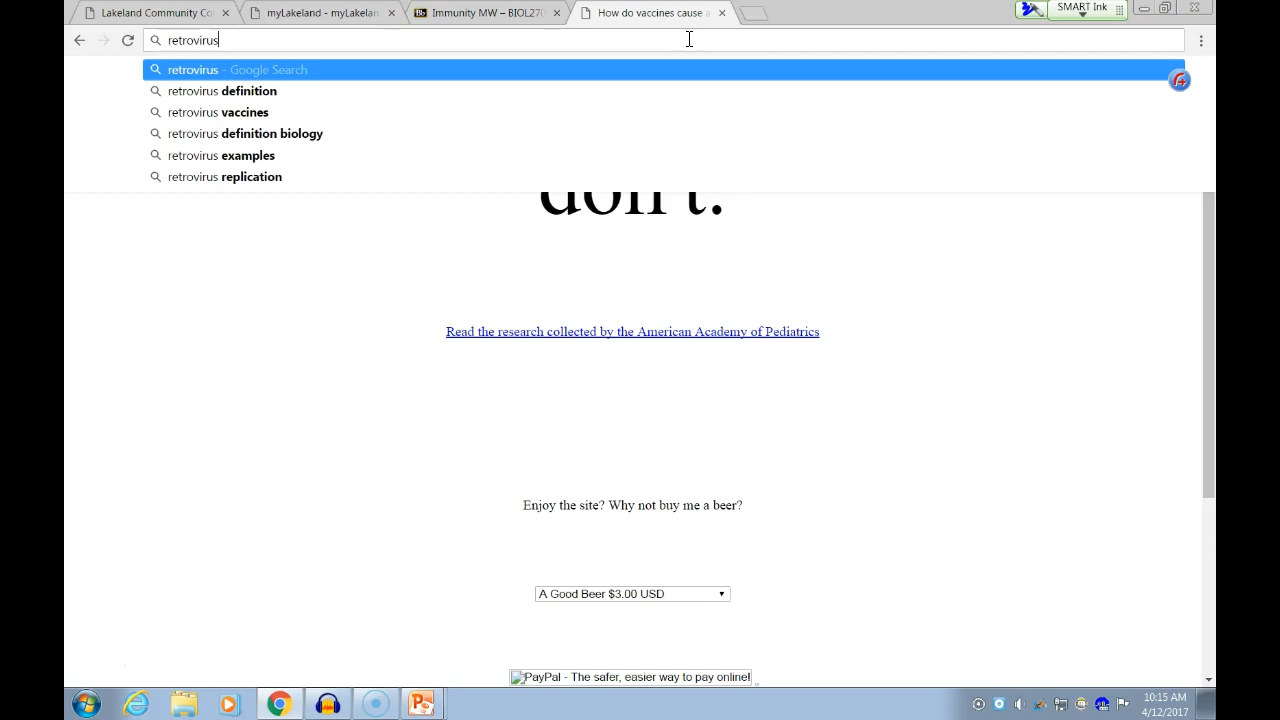 Lakeland Community Co
myLakeland - myLakelan
Bb Immunity MW – BIOL270
How do vaccines cause a
SMART Ink
retrovirus
retrovirus - Google Search
retrovirus definition
retrovirus vaccines
retrovirus definition biology
retrovirus examples
retrovirus replication
don't.
Read the research collected by the American Academy of Pediatrics
Enjoy the site? Why not buy me a beer?
A Good Beer $3.00 USD
PayPal - The safer, easier way to pay online!
10:15 AM
4/12/2017